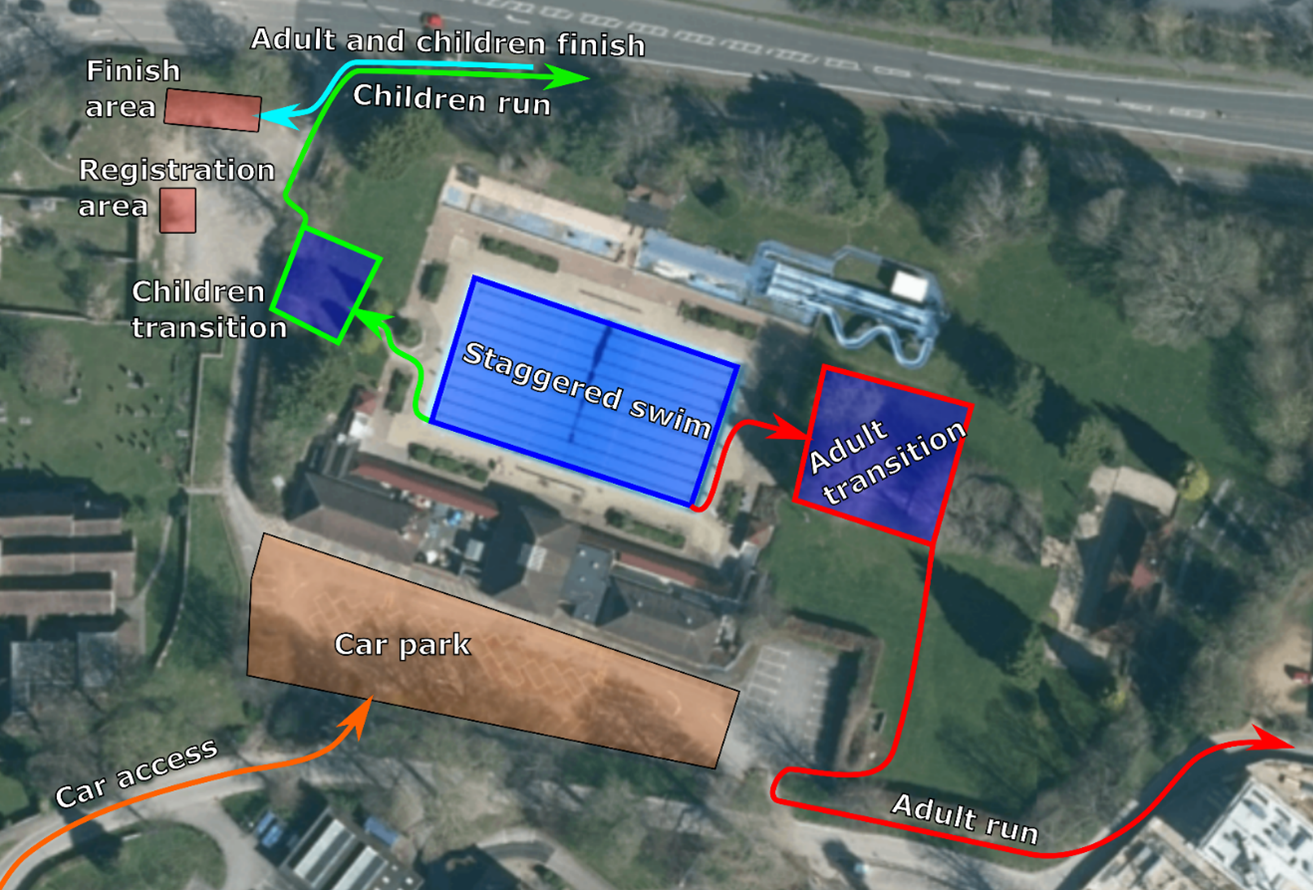 Adult and children finish
Finish
area
Children run
Registration
area
Children
transition
Staggered swim
Adult
transition
Car park
Car access
Adult run